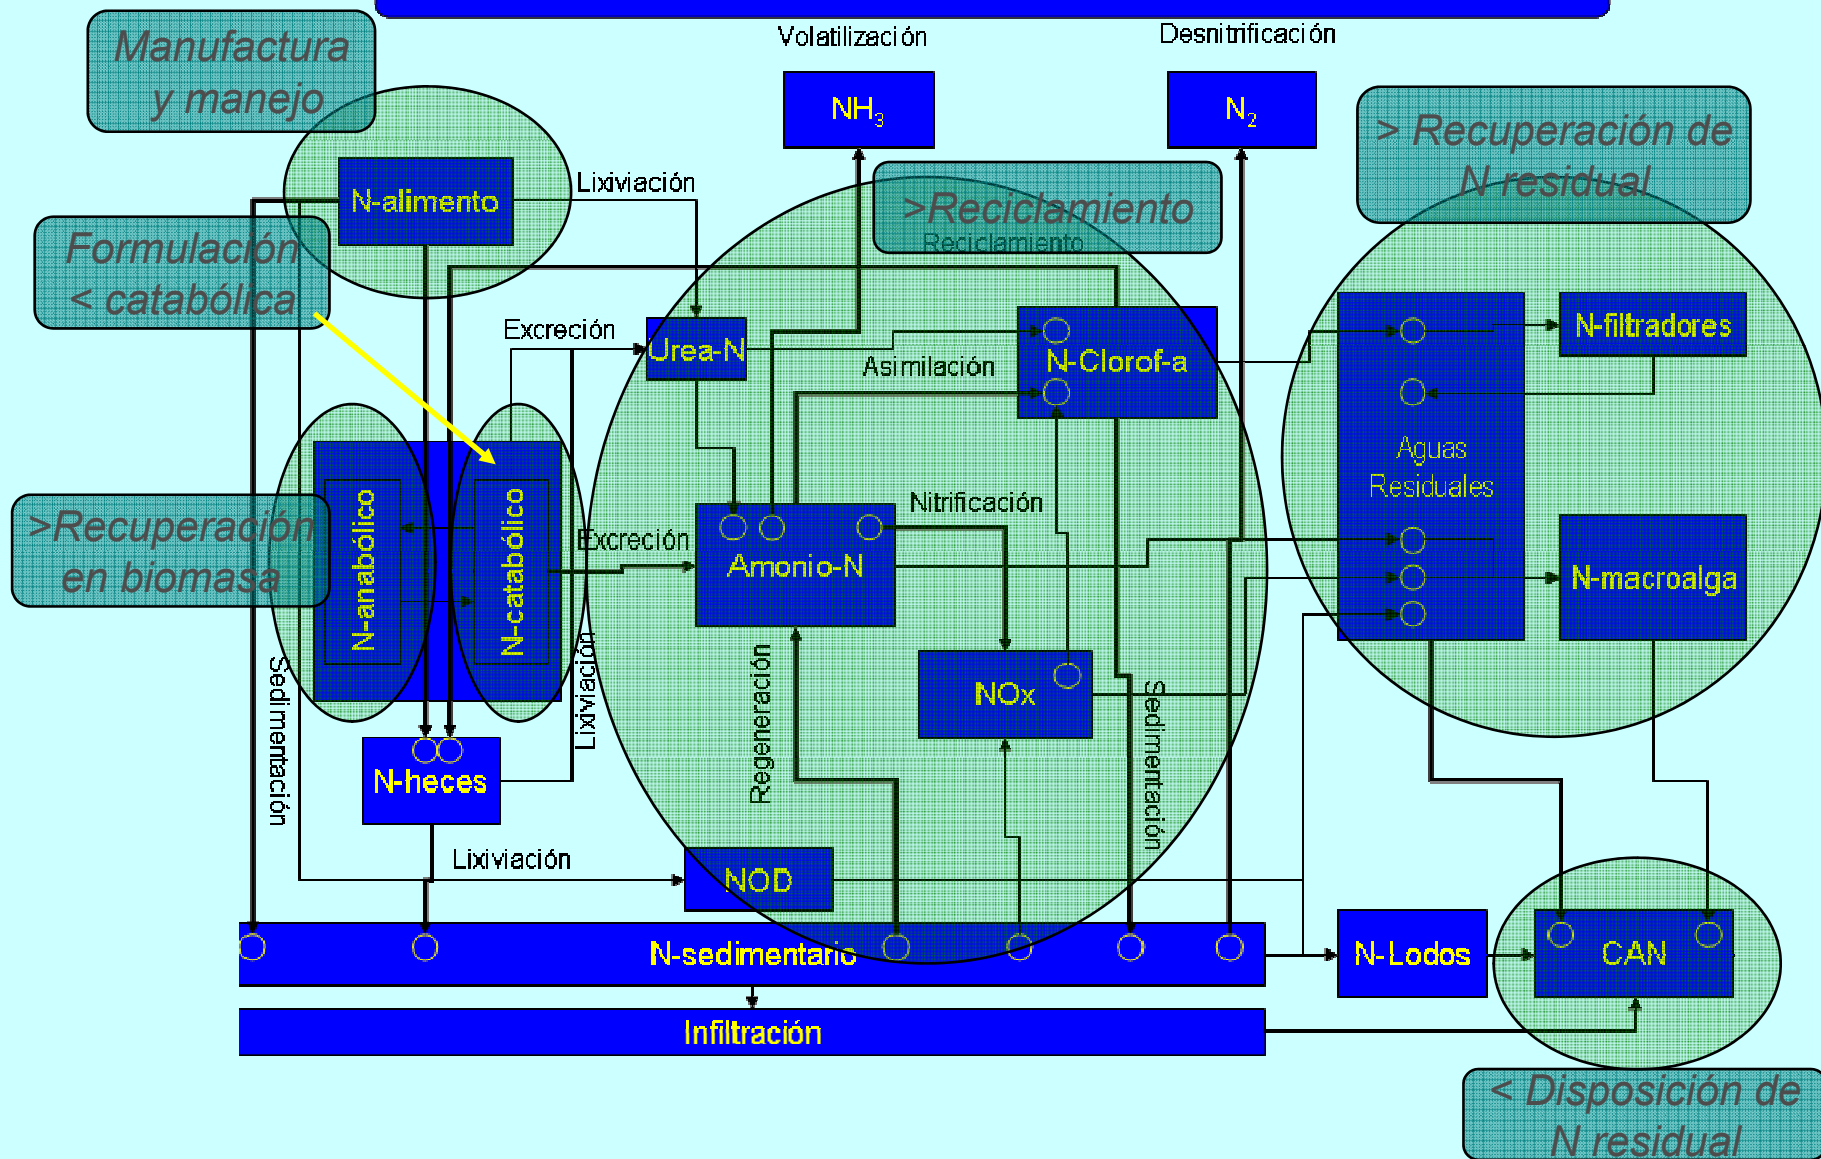 Volatilización
Desnitrificación
Manufactura
y manejo
NH3
N2
> Recuperación de
N residual
Lixiviación
N-alimento
>Reciclamiento
Reciclamiento
Formulación
< catabólica
Excreción
Urea-N
Asimilación
N-Clorof-a
N-filtradores
Aguas
Residuales
>Recuperación
en biomasa
N-anabólico
N-catabólico
Excreción
Nitrificación
Amonio-N
N-macroalga
Sedimentación
Lixiviación
Regeneración
NOx
Sedimentación
N-heces
Lixiviación
NOD
N-sedimentario
N-Lodos
CAN
Infiltración
< Disposición de
N residual